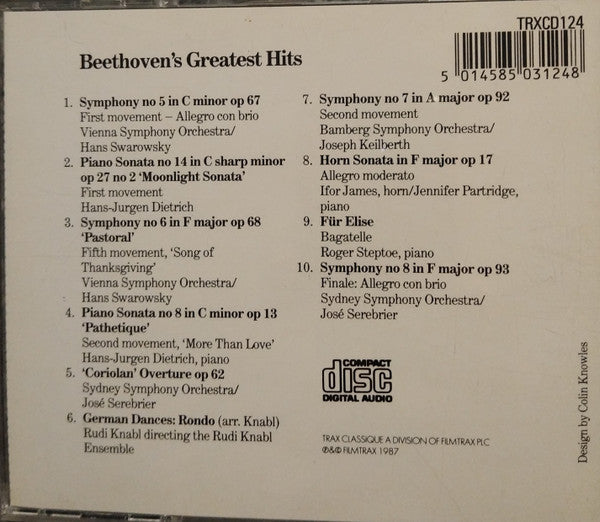 TRXCD124
5 014585 031248
Beethoven's Greatest Hits
1. Symphony no 5 in C minor op 67
First movement – Allegro con brio
Vienna Symphony Orchestra/
Hans Swarowsky
2. Piano Sonata no 14 in C sharp minor
op 27 no 2 'Moonlight Sonata'
First movement
Hans-Jurgen Dietrich
3. Symphony no 6 in F major op 68
'Pastoral'
Fifth movement, 'Song of
Thanksgiving'
Vienna Symphony Orchestra/
Hans Swarowsky
4. Piano Sonata no 8 in C minor op 13
'Pathetique'
Second movement, 'More Than Love'
Hans-Jurgen Dietrich, piano
5. 'Coriolan' Overture op 62
Sydney Symphony Orchestra/
José Serebrier
6. German Dances: Rondo (arr. Knabl)
Rudi Knabl directing the Rudi Knabl
Ensemble
7. Symphony no 7 in A major op 92
Second movement
Bamberg Symphony Orchestra/
Joseph Keilberth
8. Horn Sonata in F major op 17
Allegro moderato
Ifor James, horn/Jennifer Partridge,
piano
9. Für Elise
Bagatelle
Roger Steptoe, piano
10. Symphony no 8 in F major op 93
Finale: Allegro con brio
Sydney Symphony Orchestra/
José Serebrier
COMPACT
disc
DIGITAL AUDIO
TRAX CLASSIQUE A DIVISION OF FILMTRAX PLC
℗&© FILMTRAX 1987
Design by Colin Knowles